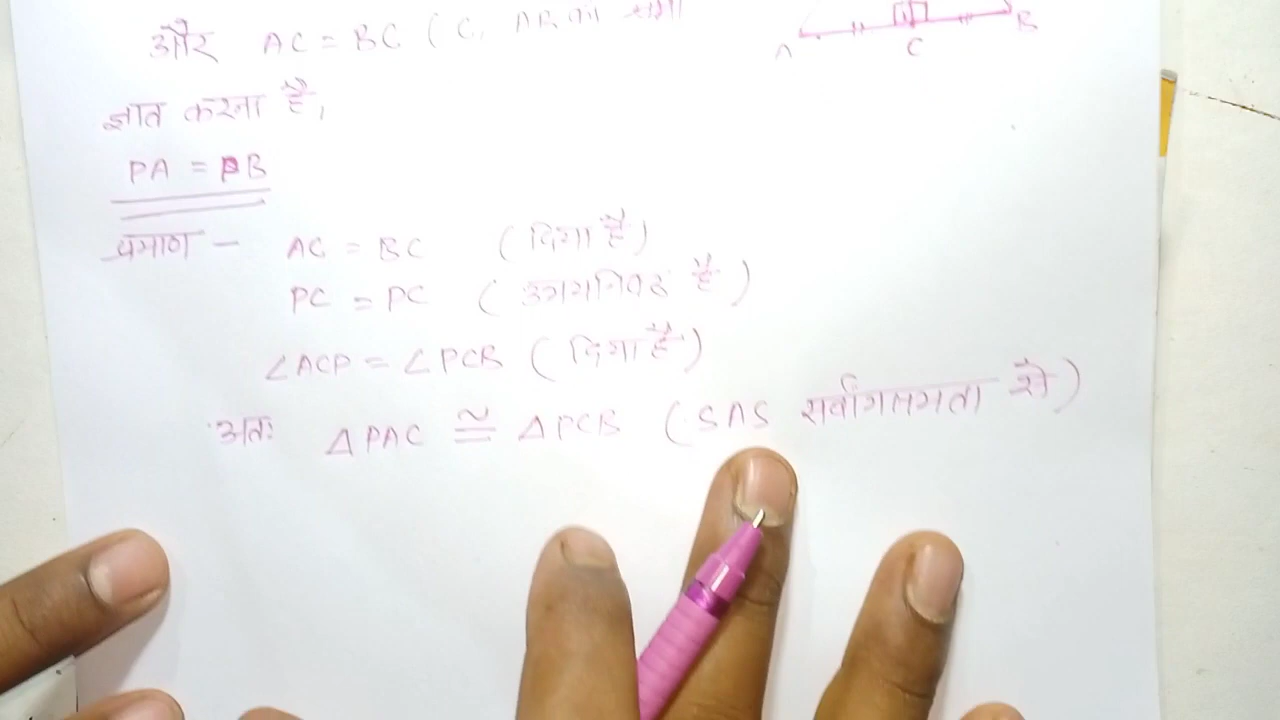 और AC = BC ( C, AB का
A C B
ज्ञात करना है,
PA = PB
प्रमाण – AC = BC (दिया है)
PC = PC ( उभयनिष्ठ है )
∠ACP = ∠PCB ( दिया है )
अतः ΔPAC ≅ ΔPCB ( SAS सर्वांगसमता से )